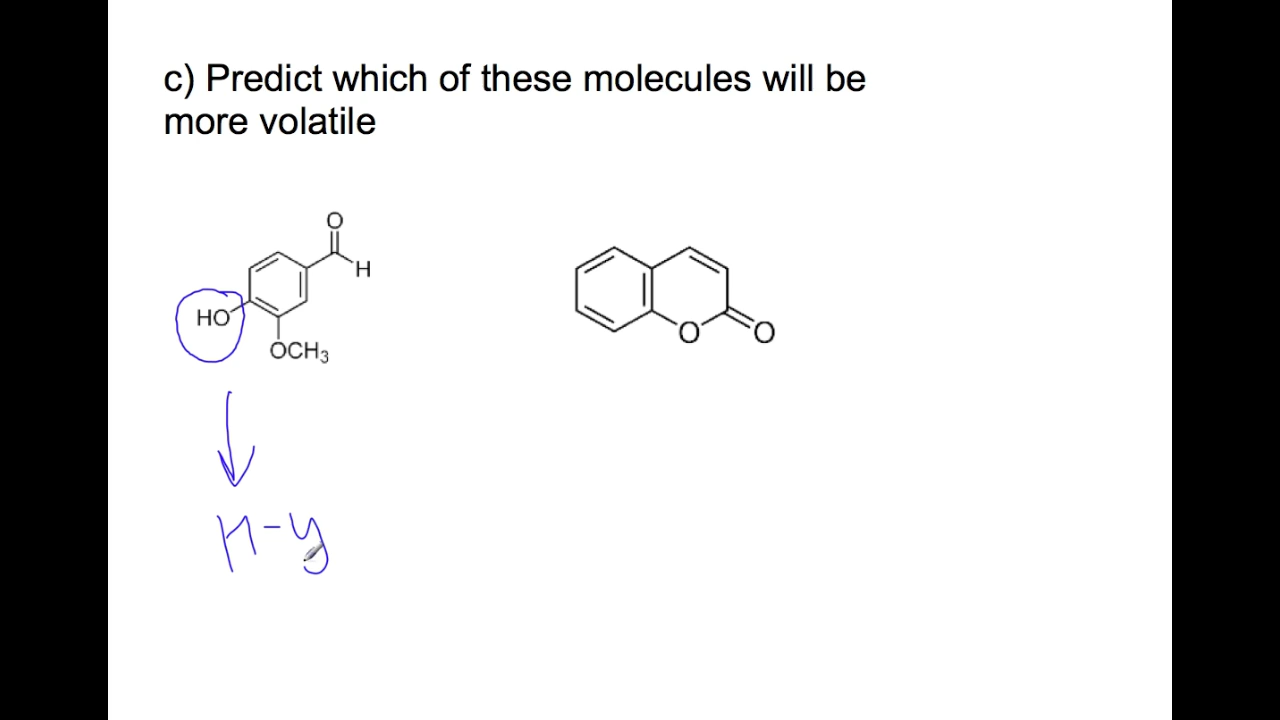 c) Predict which of these molecules will be
more volatile
O
H
HO
OCH3
O
O
H-y